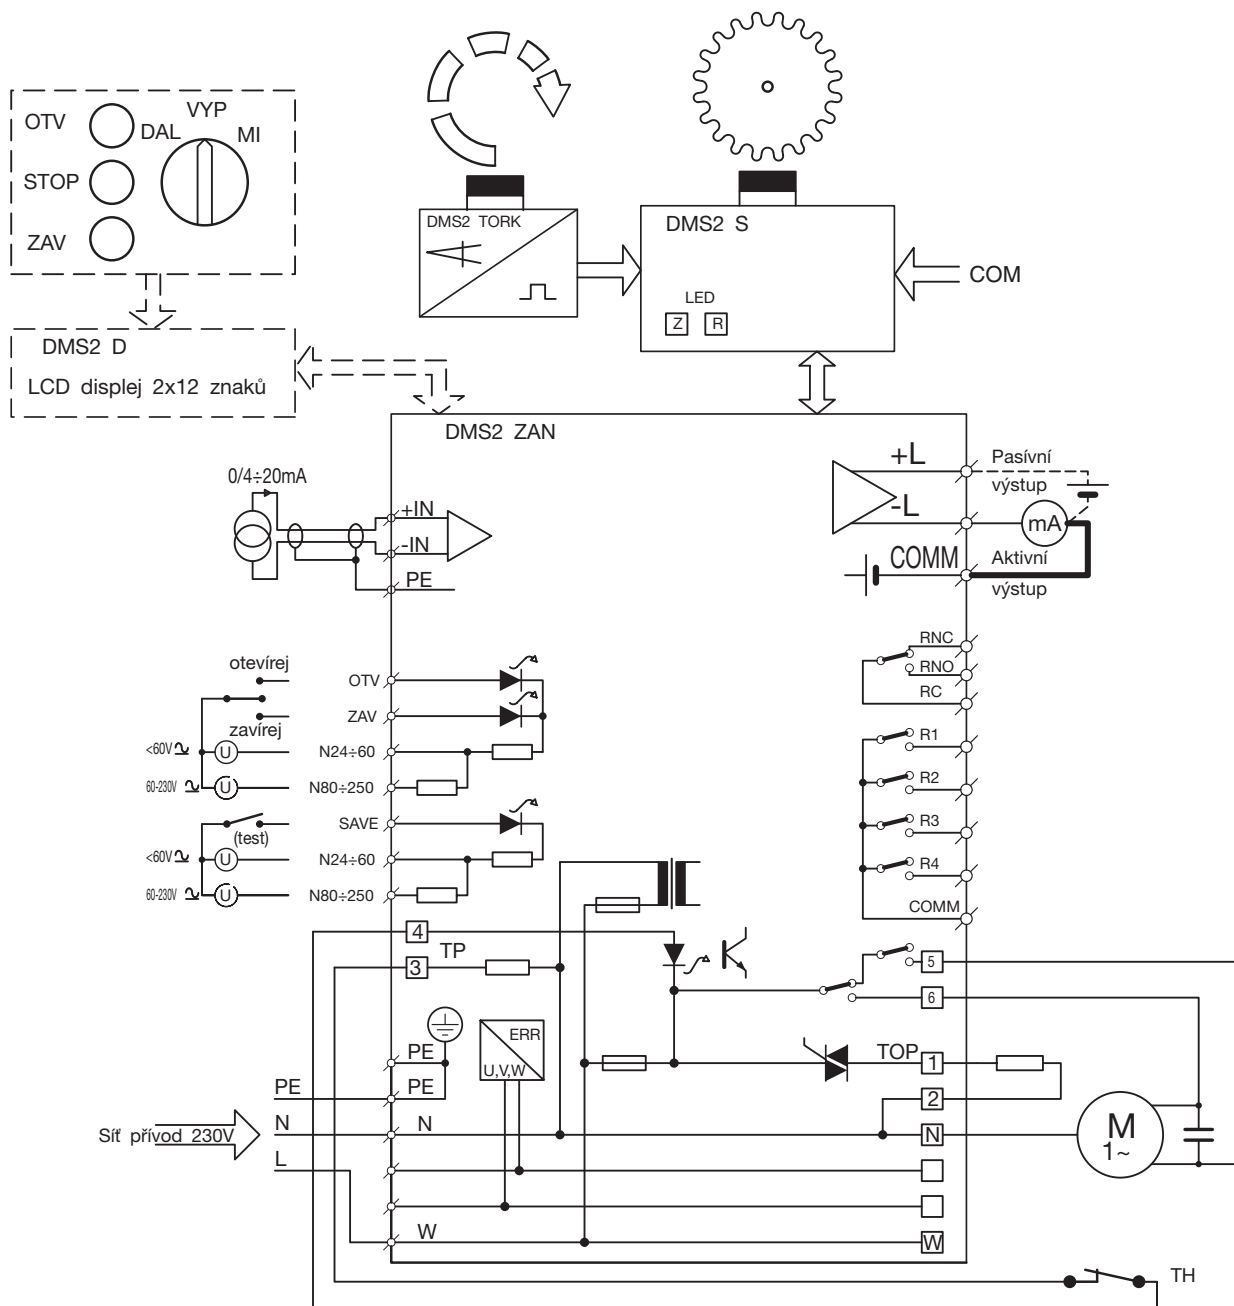 OTV
STOP
ZAV
DAL
VYP
MI
DMS2 D
LCD displej 2x12 znaků
DMS2 TORK
DMS2 S
LED
Z
R
COM
DMS2 ZAN
0/4÷20mA
+IN
-IN
PE
+L
-L
COMM
Pasívní
výstup
mA
Aktivní
výstup
otevírej
zavírej
<60V
U
60-230V
U
OTV
ZAV
N24÷60
N80÷250
(test)
<60V
U
60-230V
U
SAVE
N24÷60
N80÷250
RNC
RNO
RC
R1
R2
R3
R4
COMM
4
TP
3
5
6
ERR
U,V,W
TOP
1
2
PE
PE
PE
N
N
N
Síť přívod 230V
L
W
W
M
1~
TH